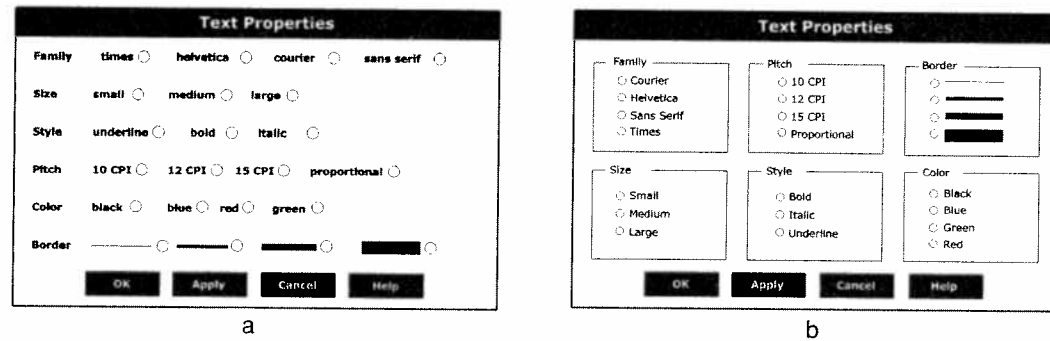 Text Properties
Family times helvetica courier sans serif
Size small medium large
Style underline bold italic
Pitch 10 CPI 12 CPI 15 CPI proportional
Color black blue red green
Border
OK Apply Cancel Help
a
Text Properties
Family
Courier
Helvetica
Sans Serif
Times
Pitch
10 CPI
12 CPI
15 CPI
Proportional
Border
Size
Small
Medium
Large
Style
Bold
Italic
Underline
Color
Black
Blue
Green
Red
OK Apply Cancel Help
b